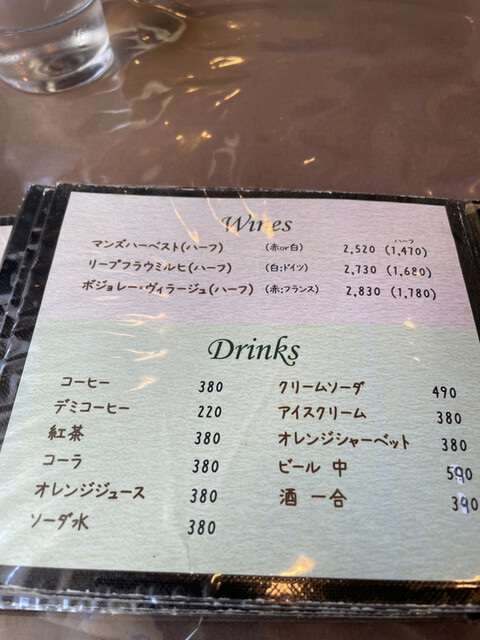 Wines
マンズハーベスト(ハーフ) (赤or白) 2,520 (1,470) ハーフ
リープフラウミルヒ(ハーフ) (白:ドイツ) 2,730 (1,680)
ボジョレー・ヴィラージュ(ハーフ) (赤:フランス) 2,830 (1,780)
Drinks
コーヒー 380
デミコーヒー 220
紅茶 380
コーラ 380
オレンジジュース 380
ソーダ水 380
クリームソーダ 490
アイスクリーム 380
オレンジシャーベット 380
ビール 中 590
酒 一合 390